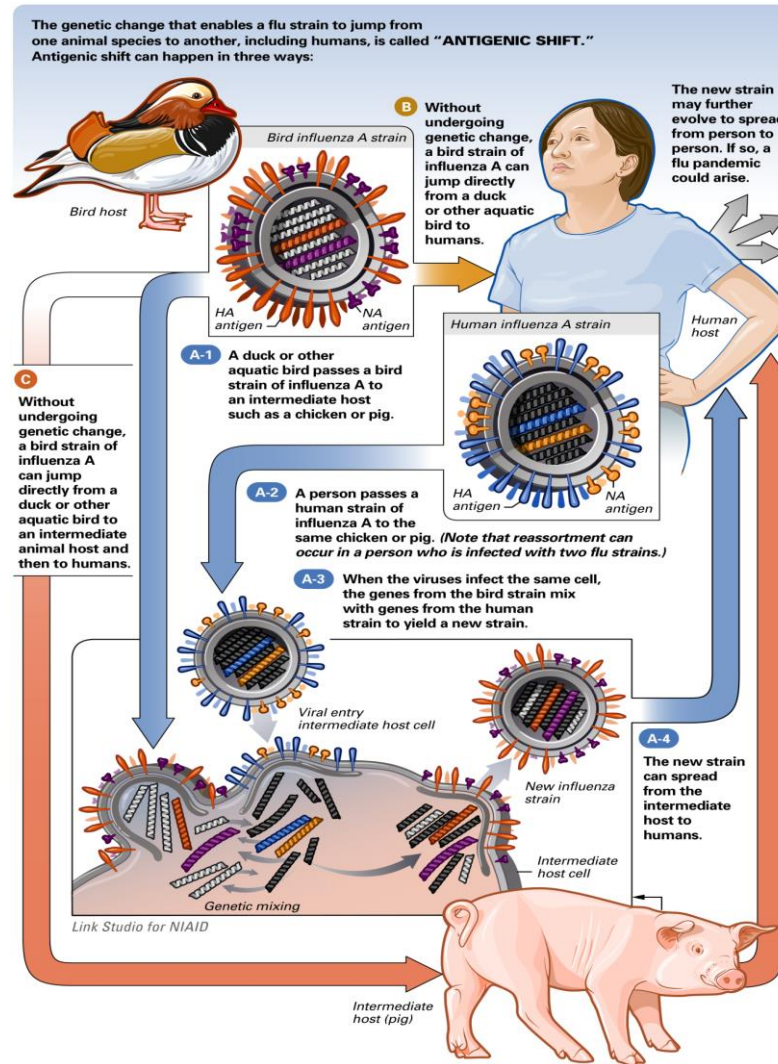 The genetic change that enables a flu strain to jump from
one animal species to another, including humans, is called “ANTIGENIC SHIFT.”
Antigenic shift can happen in three ways:
Bird host
Bird influenza A strain
HA
antigen
NA
antigen
B
Without
undergoing
genetic change,
a bird strain of
influenza A can
jump directly
from a duck
or other aquatic
bird to
humans.
The new strain
may further
evolve to spread
from person to
person. If so, a
flu pandemic
could arise.
Human
host
A-1
A duck or other
aquatic bird passes a bird
strain of influenza A to
an intermediate host
such as a chicken or pig.
Human influenza A strain
HA
antigen
NA
antigen
C
Without
undergoing
genetic change,
a bird strain of
influenza A
can jump
directly from a
duck or other
aquatic bird to
an intermediate
animal host and
then to humans.
A-2
A person passes a
human strain of
influenza A to the
same chicken or pig. (Note that reassortment can
occur in a person who is infected with two flu strains.)
A-3
When the viruses infect the same cell,
the genes from the bird strain mix
with genes from the human
strain to yield a new strain.
Viral entry
intermediate host cell
New influenza
strain
A-4
The new strain
can spread
from the
intermediate
host to
humans.
Genetic mixing
Intermediate
host cell
Link Studio for NIAID
Intermediate
host (pig)